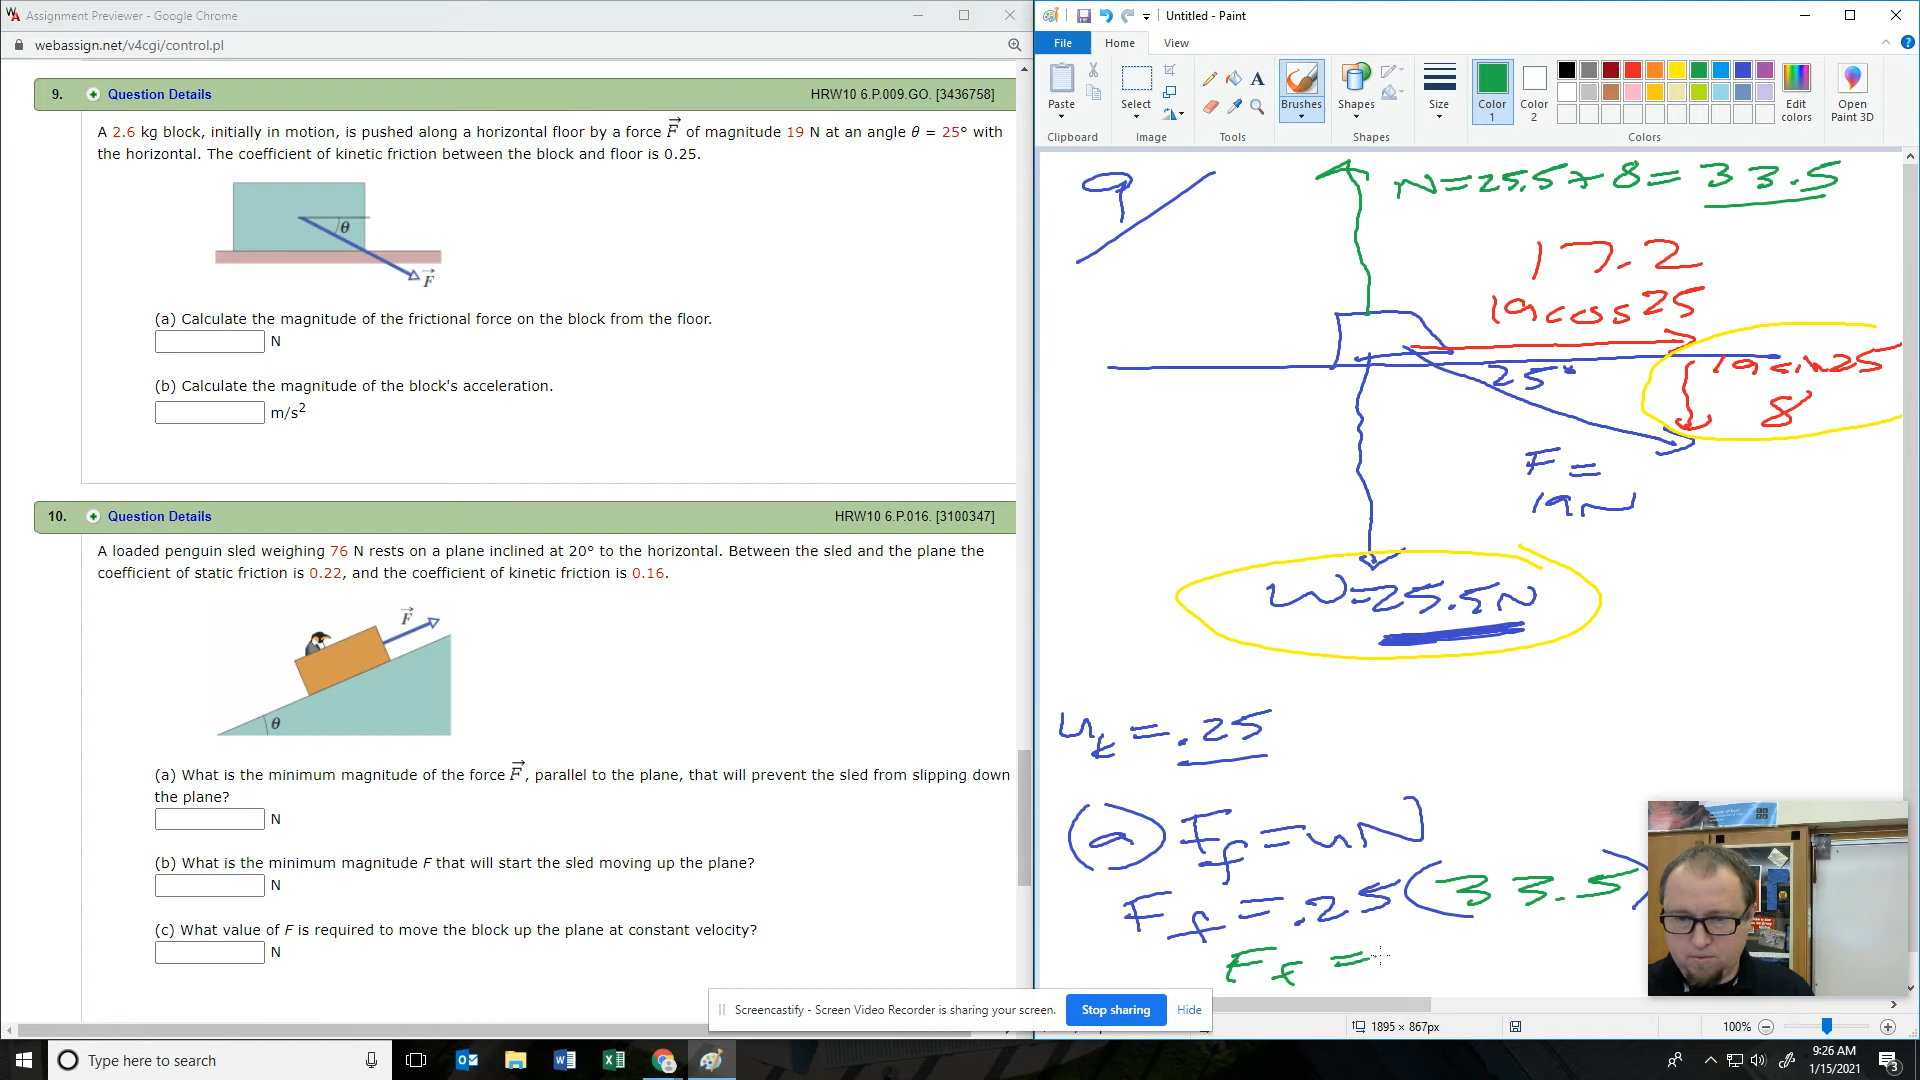 Assignment Previewer - Google Chrome
webassign.net/v4cgi/control.pl
9. Question Details HRW10 6.P.009.GO. [3436758]
A 2.6 kg block, initially in motion, is pushed along a horizontal floor by a force F of magnitude 19 N at an angle θ = 25° with
the horizontal. The coefficient of kinetic friction between the block and floor is 0.25.
θ
F
(a) Calculate the magnitude of the frictional force on the block from the floor.
N
(b) Calculate the magnitude of the block's acceleration.
m/s²
10. Question Details HRW10 6.P.016. [3100347]
A loaded penguin sled weighing 76 N rests on a plane inclined at 20° to the horizontal. Between the sled and the plane the
coefficient of static friction is 0.22, and the coefficient of kinetic friction is 0.16.
F
θ
(a) What is the minimum magnitude of the force F, parallel to the plane, that will prevent the sled from slipping down
the plane?
N
(b) What is the minimum magnitude F that will start the sled moving up the plane?
N
(c) What value of F is required to move the block up the plane at constant velocity?
N
Screencastify - Screen Video Recorder is sharing your screen. Stop sharing Hide
Untitled - Paint
File Home View
Paste Select Brushes Shapes Size Color 1 Color 2 Edit colors Open Paint 3D
Clipboard Image Tools Shapes Colors
9
N=25.5+8=33.5
17.2
19cos25
25°
19sin25
8
F=
19N
W=25.5N
uk=.25
(a) Ff=uN
Ff=.25(33.5)
Ff=
1895 × 867px 100%
Type here to search
9:26 AM
1/15/2021
3